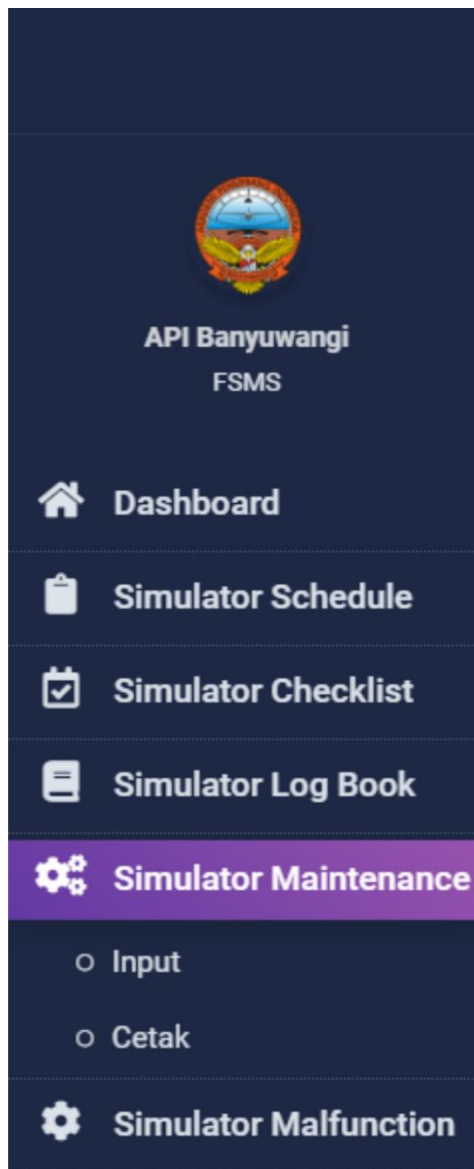 API Banyuwangi
FSMS
Dashboard
Simulator Schedule
Simulator Checklist
Simulator Log Book
Simulator Maintenance
Input
Cetak
Simulator Malfunction